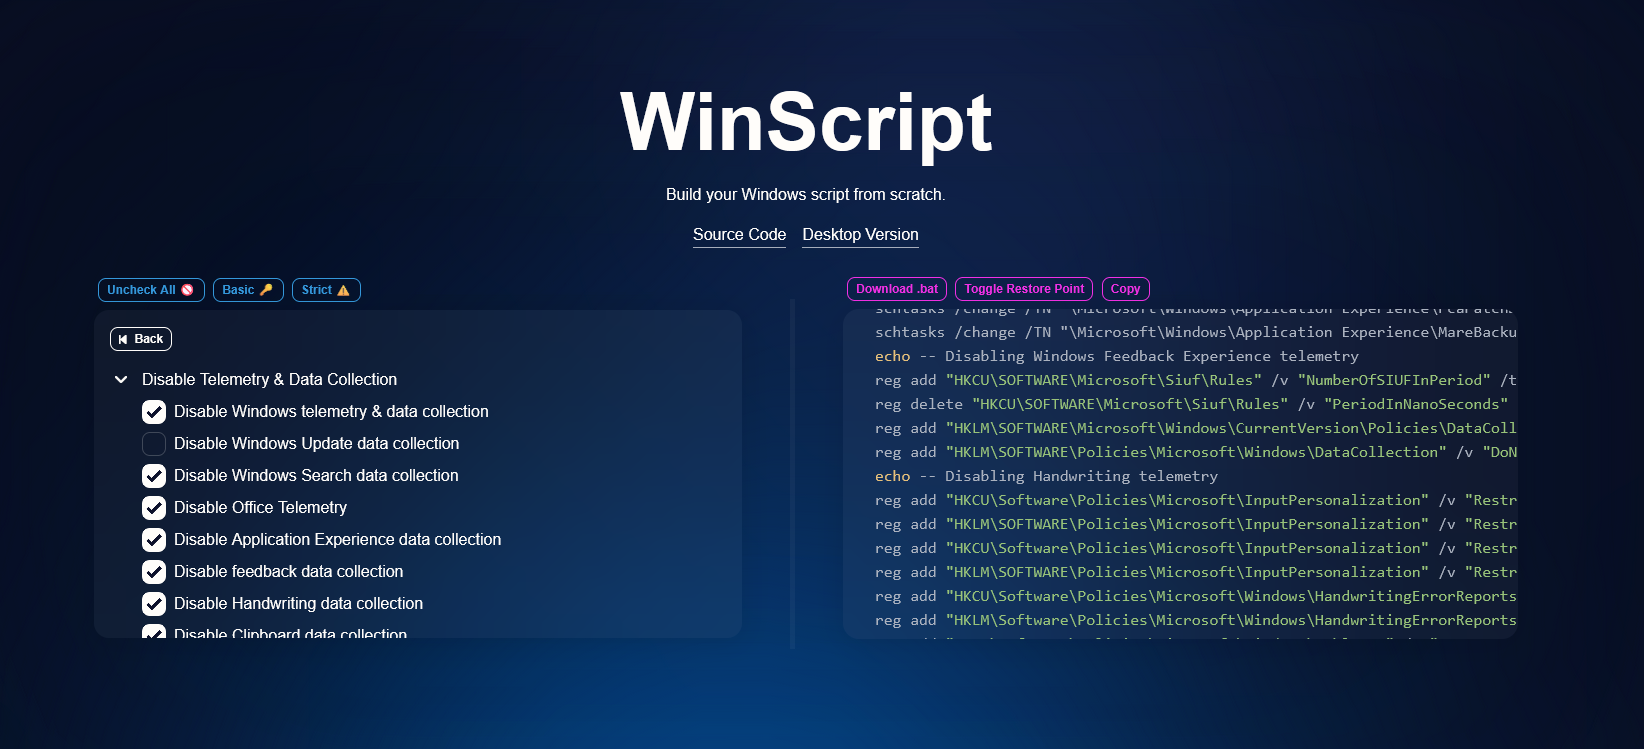 WinScript
Build your Windows script from scratch.
Source Code Desktop Version
Uncheck All Basic Strict
Back
Disable Telemetry & Data Collection
Disable Windows telemetry & data collection
Disable Windows Update data collection
Disable Windows Search data collection
Disable Office Telemetry
Disable Application Experience data collection
Disable feedback data collection
Disable Handwriting data collection
Disable Clipboard data collection
Download .bat Toggle Restore Point Copy
schtasks /change /TN "\Microsoft\Windows\Application Experience\
schtasks /change /TN "\Microsoft\Windows\Application Experience\MareBacku
echo -- Disabling Windows Feedback Experience telemetry
reg add "HKCU\SOFTWARE\Microsoft\Siuf\Rules" /v "NumberOfSIUFInPeriod" /t
reg delete "HKCU\SOFTWARE\Microsoft\Siuf\Rules" /v "PeriodInNanoSeconds"
reg add "HKLM\SOFTWARE\Microsoft\Windows\CurrentVersion\Policies\DataColl
reg add "HKLM\SOFTWARE\Policies\Microsoft\Windows\DataCollection" /v "DoN
echo -- Disabling Handwriting telemetry
reg add "HKCU\Software\Policies\Microsoft\InputPersonalization" /v "Restr
reg add "HKLM\SOFTWARE\Policies\Microsoft\InputPersonalization" /v "Restr
reg add "HKCU\Software\Policies\Microsoft\InputPersonalization" /v "Restr
reg add "HKLM\SOFTWARE\Policies\Microsoft\InputPersonalization" /v "Restr
reg add "HKCU\Software\Policies\Microsoft\Windows\HandwritingErrorReports
reg add "HKLM\Software\Policies\Microsoft\Windows\HandwritingErrorReports